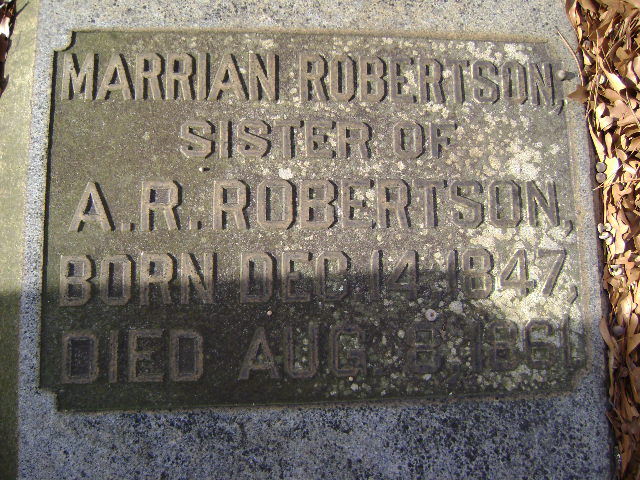 MARRIAN ROBERTSON,
SISTER OF
A. R. ROBERTSON,
BORN DEC. 14, 1847,
DIED AUG. 8, 1861.